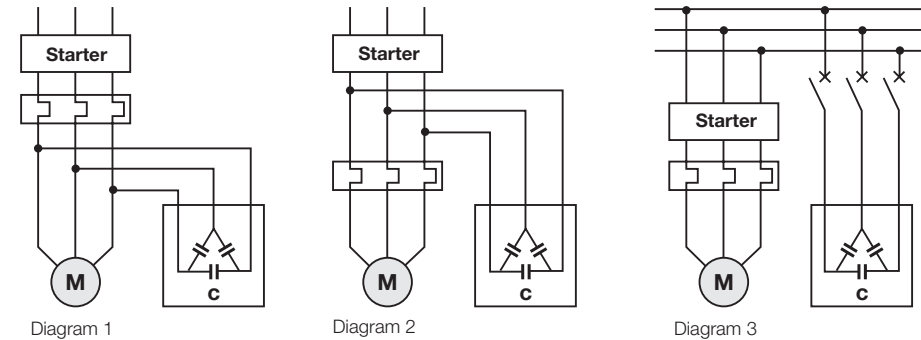 Starter
M
C
Diagram 1
Starter
M
C
Diagram 2
Starter
M
C
Diagram 3